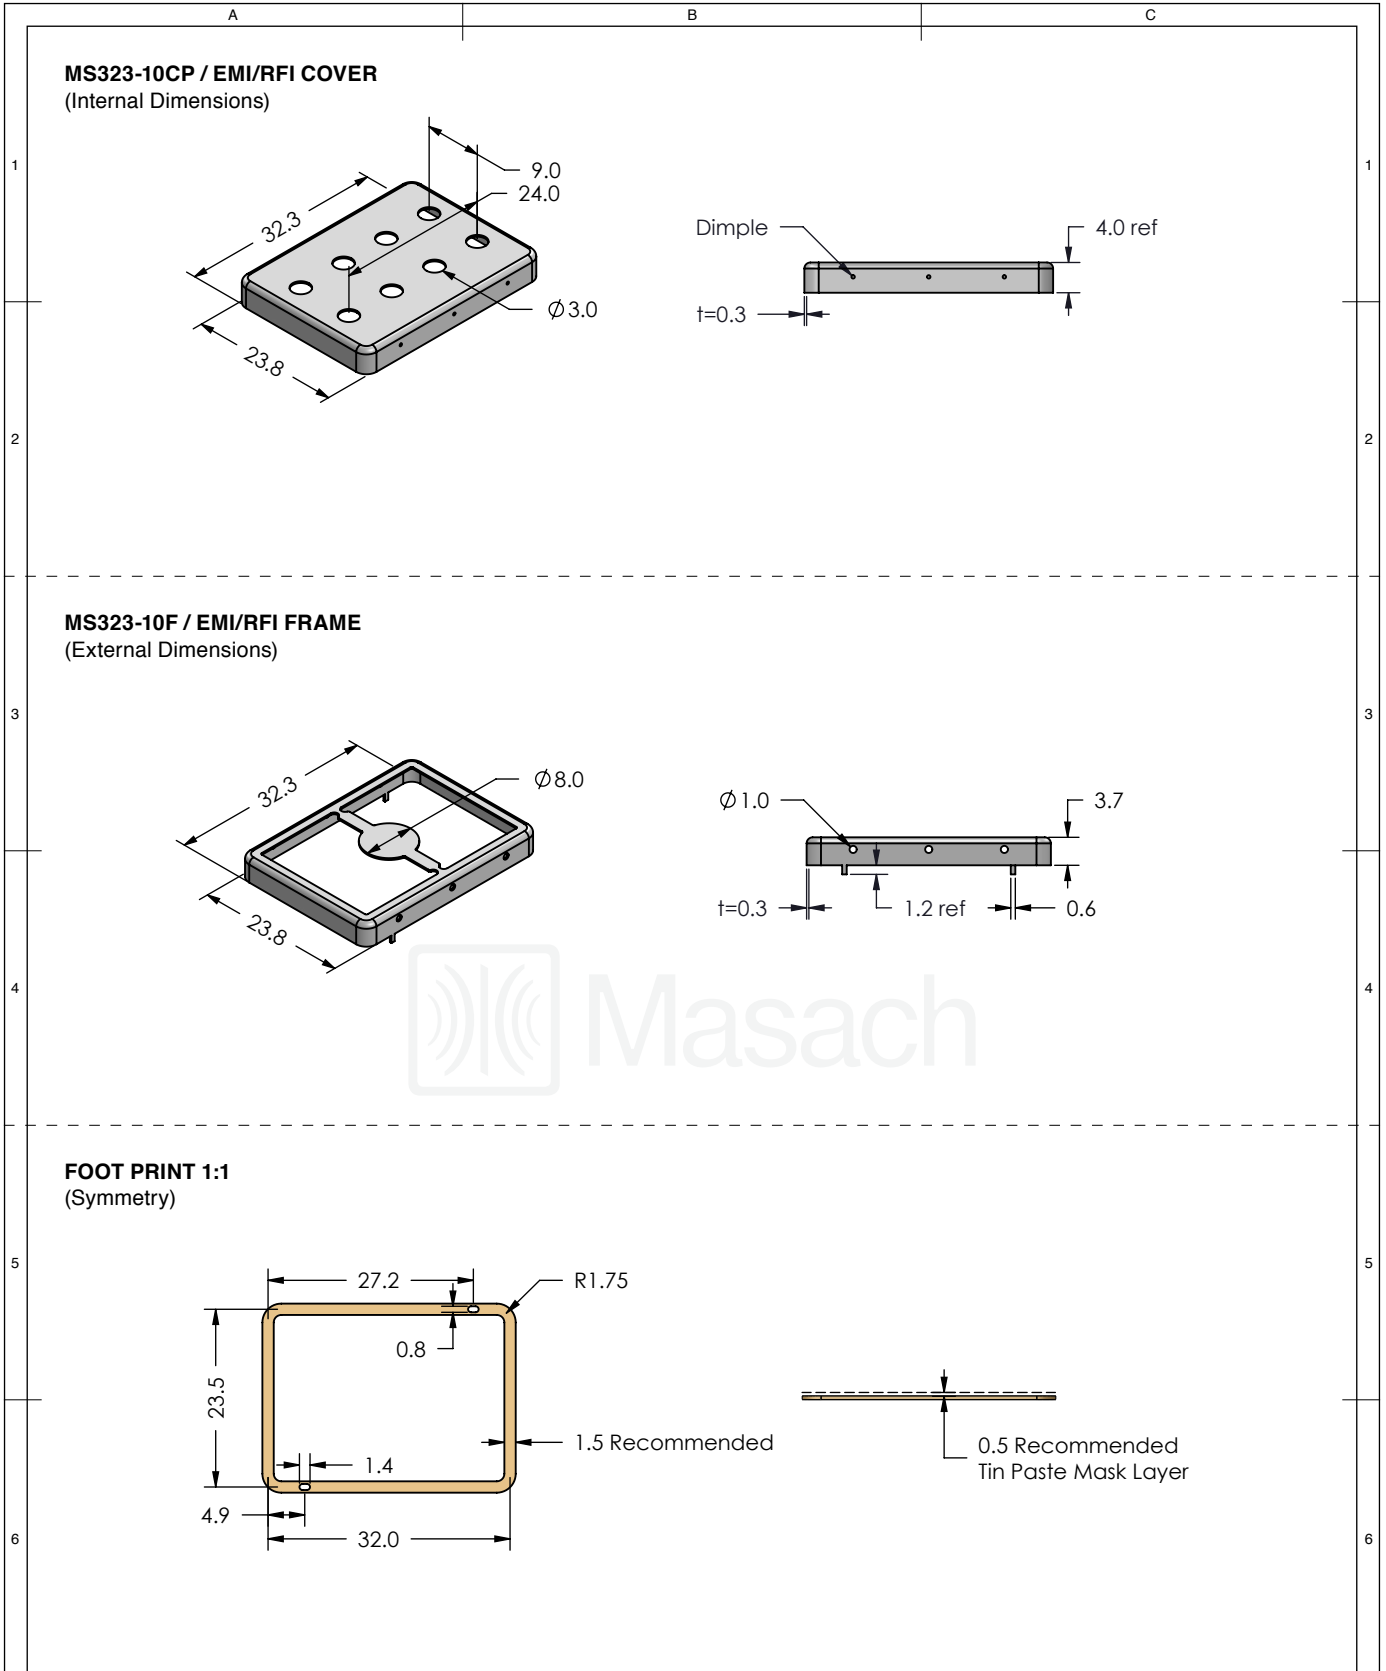 A B C
MS323-10CP / EMI/RFI COVER
(Internal Dimensions)
1 1
9.0
24.0
32.3
Dimple
4.0 ref
Ø3.0
t=0.3
23.8
2 2
MS323-10F / EMI/RFI FRAME
(External Dimensions)
3 3
32.3
Ø8.0
Ø1.0
3.7
23.8
t=0.3
1.2 ref
0.6
4 4
Masach
FOOT PRINT 1:1
(Symmetry)
5 5
27.2
R1.75
0.8
23.5
1.5 Recommended
0.5 Recommended
Tin Paste Mask Layer
1.4
4.9
32.0
6 6